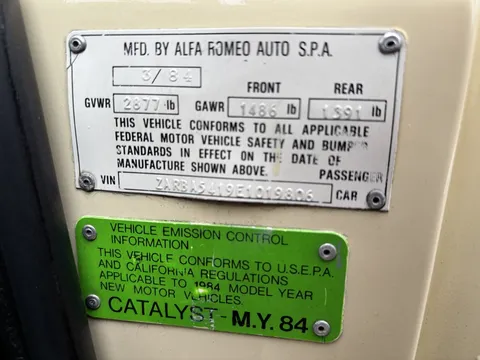 MFD. BY ALFA ROMEO AUTO S.P.A.
3/84
FRONT REAR
GVWR 2877 lb GAWR 1486 lb 1591 lb
THIS VEHICLE CONFORMS TO ALL APPLICABLE
FEDERAL MOTOR VEHICLE SAFETY AND BUMPER
STANDARDS IN EFFECT ON THE DATE OF
MANUFACTURE SHOWN ABOVE. PASSENGER
VIN ZARBA5419E1019806 CAR
VEHICLE EMISSION CONTROL
INFORMATION.
THIS VEHICLE CONFORMS TO U.S.E.P.A.
AND CALIFORNIA REGULATIONS
APPLICABLE TO 1984 MODEL YEAR
NEW MOTOR VEHICLES.
CATALYST- M.Y. 84